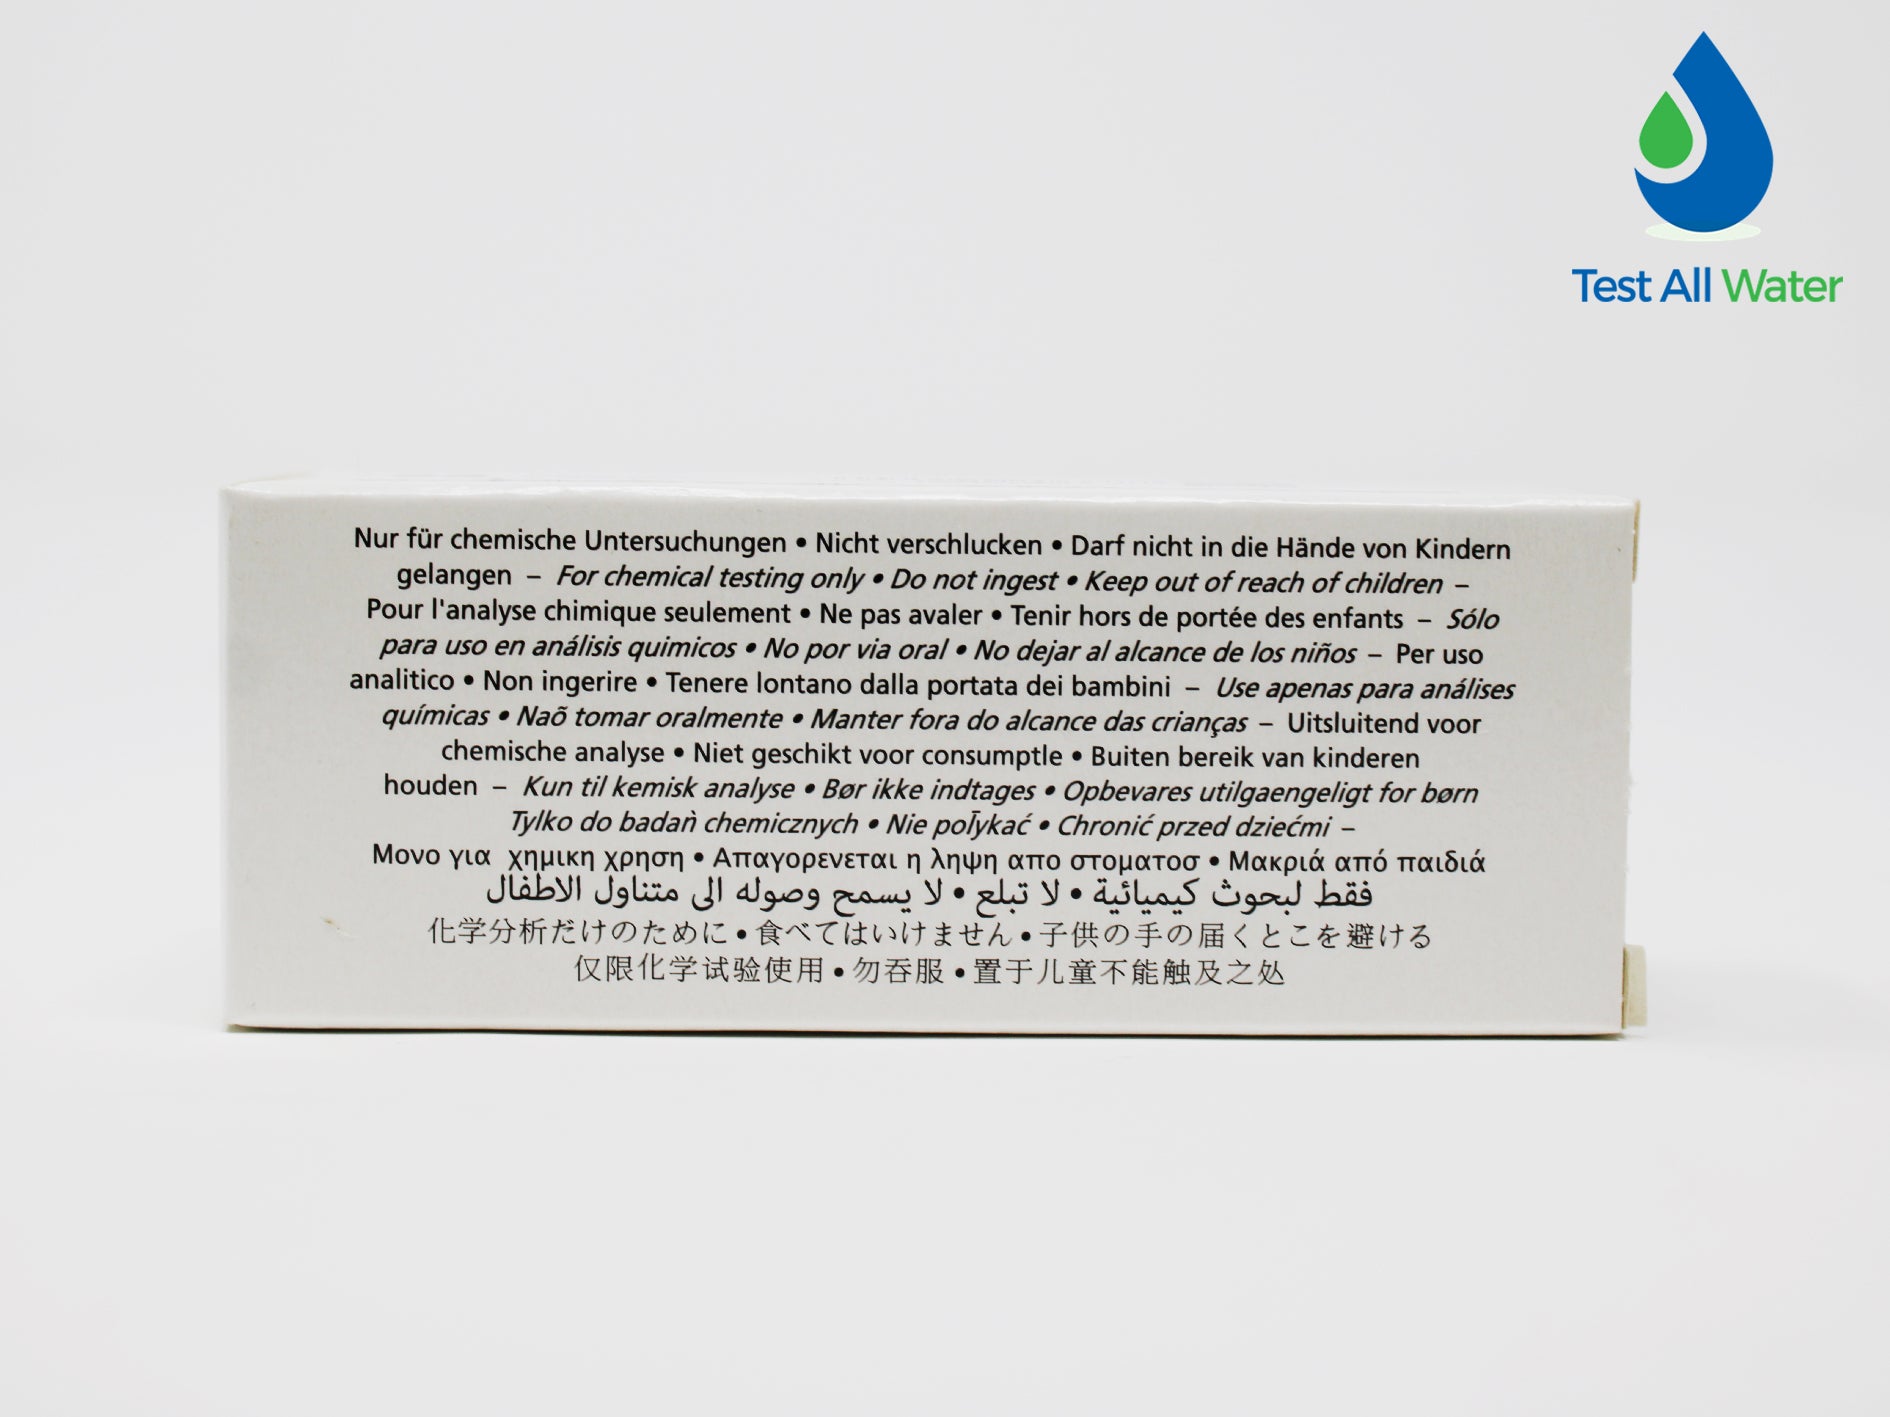 Test All Water
Nur für chemische Untersuchungen • Nicht verschlucken • Darf nicht in die Hände von Kindern
gelangen – For chemical testing only • Do not ingest • Keep out of reach of children –
Pour l'analyse chimique seulement • Ne pas avaler • Tenir hors de portée des enfants – Sólo
para uso en análisis quimicos • No por via oral • No dejar al alcance de los niños – Per uso
analitico • Non ingerire • Tenere lontano dalla portata dei bambini – Use apenas para análises
químicas • Naõ tomar oralmente • Manter fora do alcance das crianças – Uitsluitend voor
chemische analyse • Niet geschikt voor consumptle • Buiten bereik van kinderen
houden – Kun til kemisk analyse • Bør ikke indtages • Opbevares utilgaengeligt for børn
Tylko do badaǹ chemicznych • Nie pol̄ykać • Chronić przed dziećmi –
Μονο για χημικη χρηση • Απαγορενεται η ληψη απο στοματοσ • Μακριά από παιδιά
فقط لبحوث كيميائية • لا تبلع • لا يسمح وصوله الى متناول الاطفال
化学分析だけのために • 食べてはいけません • 子供の手の届くとこを避ける
仅限化学试验使用 • 勿吞服 • 置于儿童不能触及之处